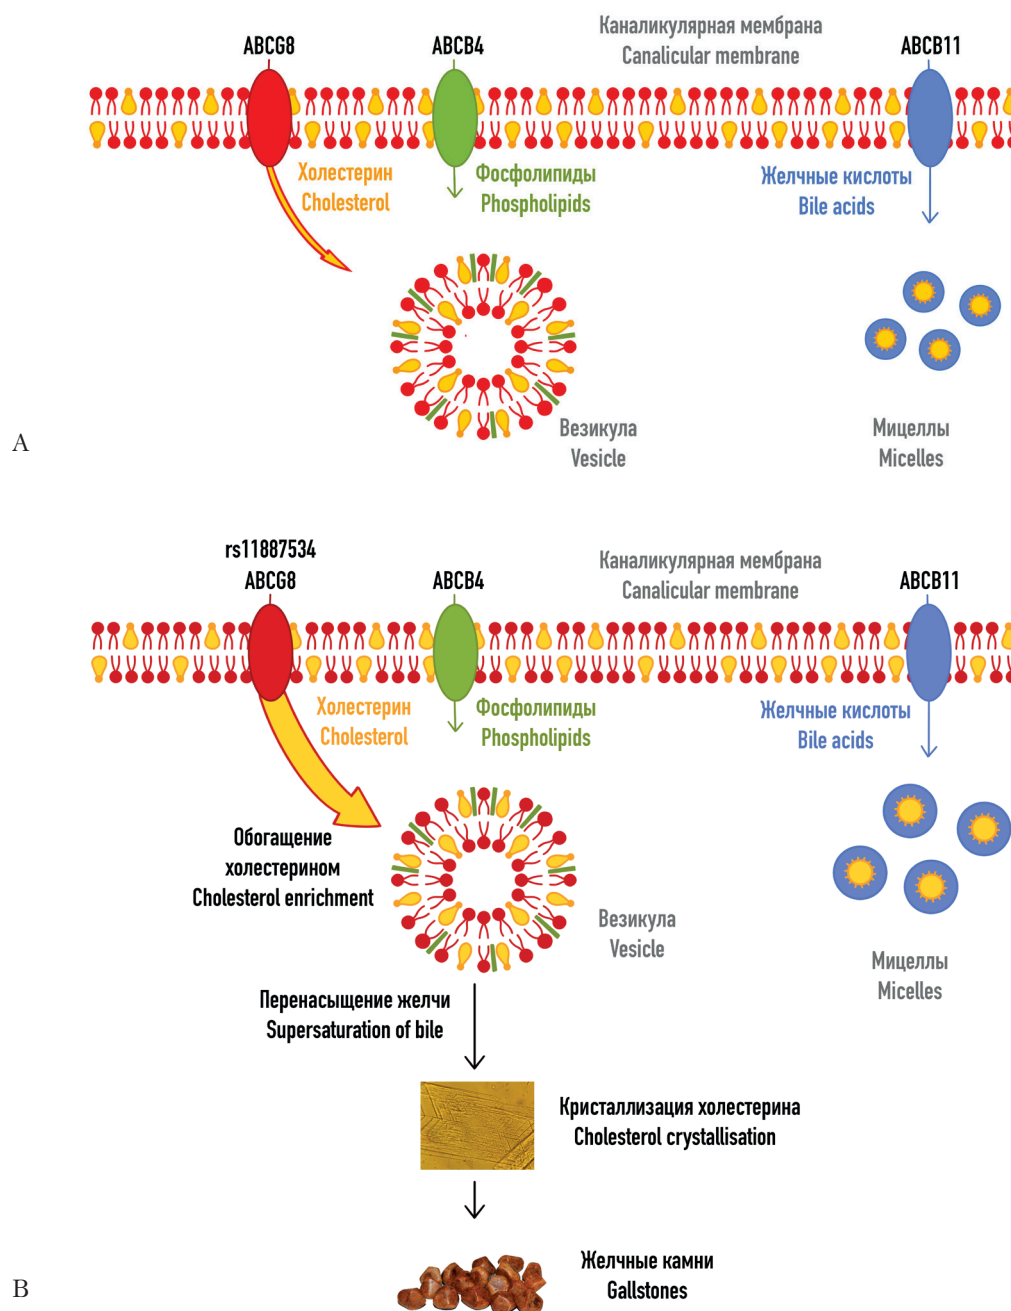 ABCG8
ABCB4
Каналикулярная мембрана
Canalicular membrane
ABCB11
Холестерин
Cholesterol
Фосфолипиды
Phospholipids
Желчные кислоты
Bile acids
Везикула
Vesicle
Мицеллы
Micelles
A
rs11887534
ABCG8
ABCB4
Каналикулярная мембрана
Canalicular membrane
ABCB11
Холестерин
Cholesterol
Фосфолипиды
Phospholipids
Желчные кислоты
Bile acids
Обогащение
холестерином
Cholesterol enrichment
Везикула
Vesicle
Мицеллы
Micelles
Перенасыщение желчи
Supersaturation of bile
Кристаллизация холестерина
Cholesterol crystallisation
Желчные камни
Gallstones
B